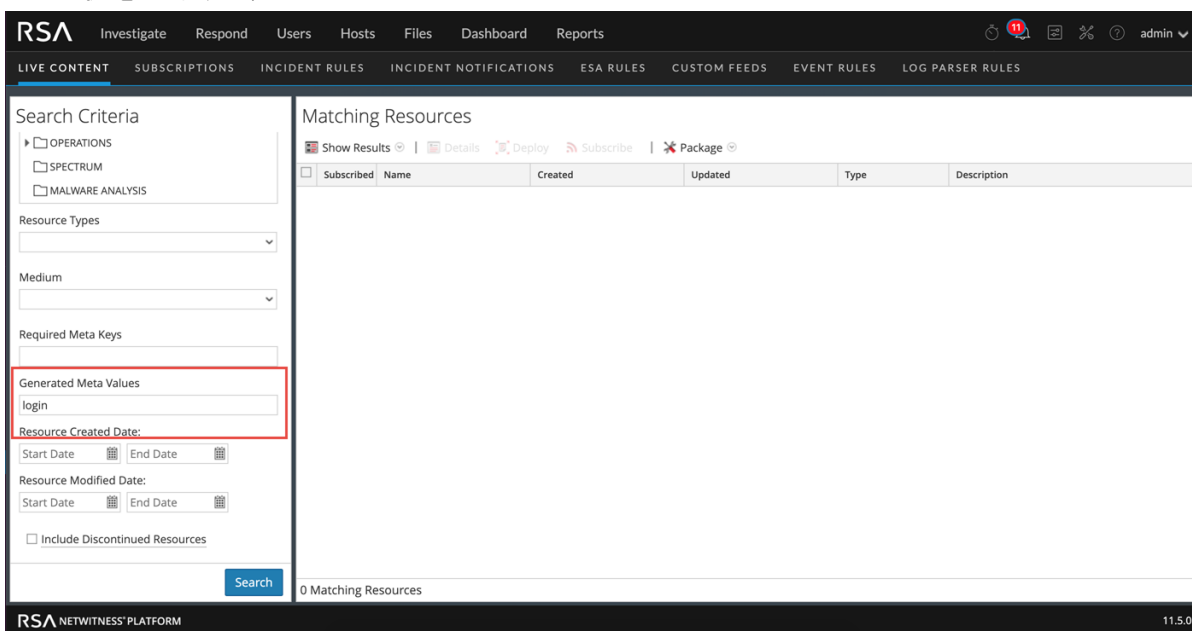 RSA Investigate Respond Users Hosts Files Dashboard Reports 11 admin
LIVE CONTENT SUBSCRIPTIONS INCIDENT RULES INCIDENT NOTIFICATIONS ESA RULES CUSTOM FEEDS EVENT RULES LOG PARSER RULES
Search Criteria
OPERATIONS
SPECTRUM
MALWARE ANALYSIS
Resource Types
Medium
Required Meta Keys
Generated Meta Values
login
Resource Created Date:
Start Date End Date
Resource Modified Date:
Start Date End Date
Include Discontinued Resources
Search
Matching Resources
Show Results Details Deploy Subscribe Package
Subscribed Name Created Updated Type Description
0 Matching Resources
RSA NETWITNESS® PLATFORM 11.5.0